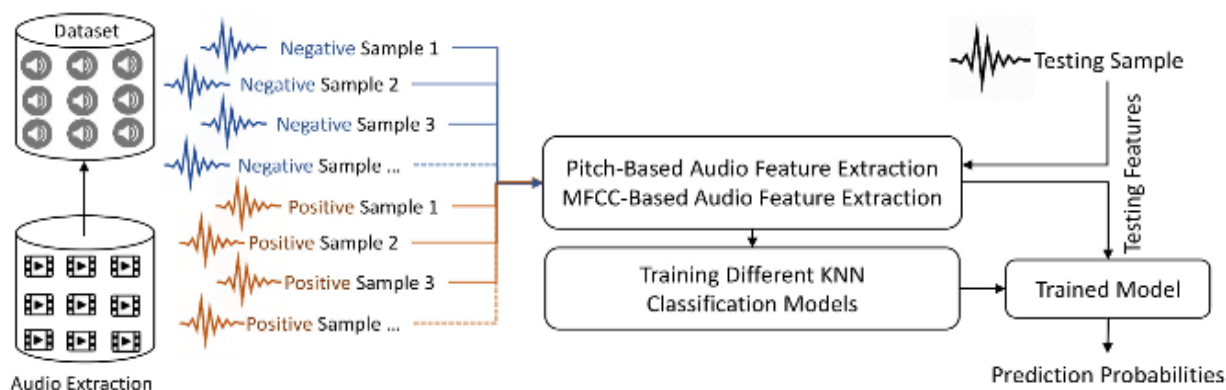 Dataset
Audio Extraction
Negative Sample 1
Negative Sample 2
Negative Sample 3
Negative Sample ...
Positive Sample 1
Positive Sample 2
Positive Sample 3
Positive Sample ...
Pitch-Based Audio Feature Extraction
MFCC-Based Audio Feature Extraction
Training Different KNN
Classification Models
Testing Sample
Testing Features
Trained Model
Prediction Probabilities